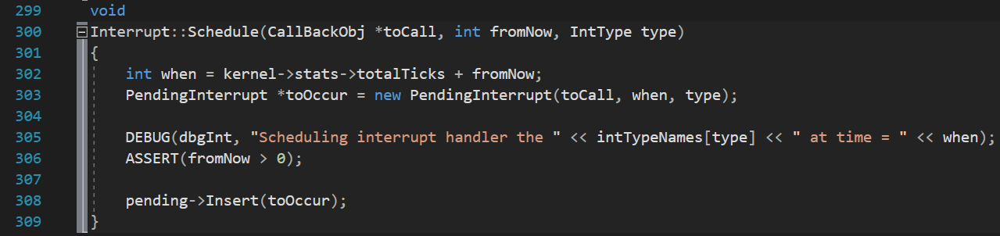 299 void
300 Interrupt::Schedule(CallBackObj *toCall, int fromNow, IntType type)
301 {
302     int when = kernel->stats->totalTicks + fromNow;
303     PendingInterrupt *toOccur = new PendingInterrupt(toCall, when, type);
304
305     DEBUG(dbgInt, "Scheduling interrupt handler the " << intTypeNames[type] << " at time = " << when);
306     ASSERT(fromNow > 0);
307
308     pending->Insert(toOccur);
309 }